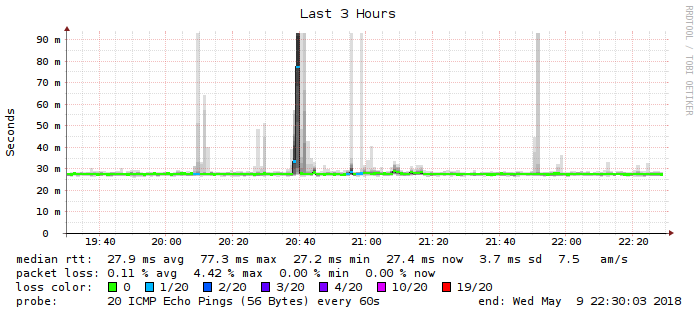 Last 3 Hours
RRDTOOL / TOBI OETIKER
Seconds
90 m
80 m
70 m
60 m
50 m
40 m
30 m
20 m
10 m
0
19:40 20:00 20:20 20:40 21:00 21:20 21:40 22:00 22:20
median rtt: 27.9 ms avg 77.3 ms max 27.2 ms min 27.4 ms now 3.7 ms sd 7.5 am/s
packet loss: 0.11 % avg 4.42 % max 0.00 % min 0.00 % now
loss color: 0 1/20 2/20 3/20 4/20 10/20 19/20
probe: 20 ICMP Echo Pings (56 Bytes) every 60s end: Wed May 9 22:30:03 2018